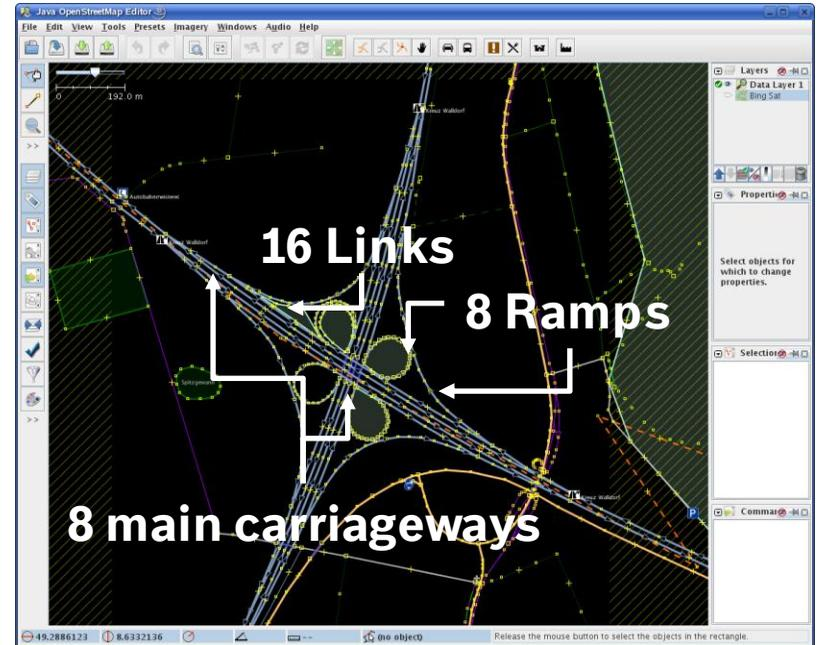 Java OpenStreetMap Editor
File Edit View Tools Presets Imagery Windows Audio Help
0 192.0 m
>>
>>
Kreuz Walldorf
Kreuz Walldorf
Spitzgewann
Kreuz Walldorf
P
16 Links
8 Ramps
8 main carriageways
Layers
Data Layer 1
Bing Sat
Properti
Select objects for
which to change
properties.
Selection
Comman
49.2886123 8.6332136 -- (no object) Release the mouse button to select the objects in the rectangle.